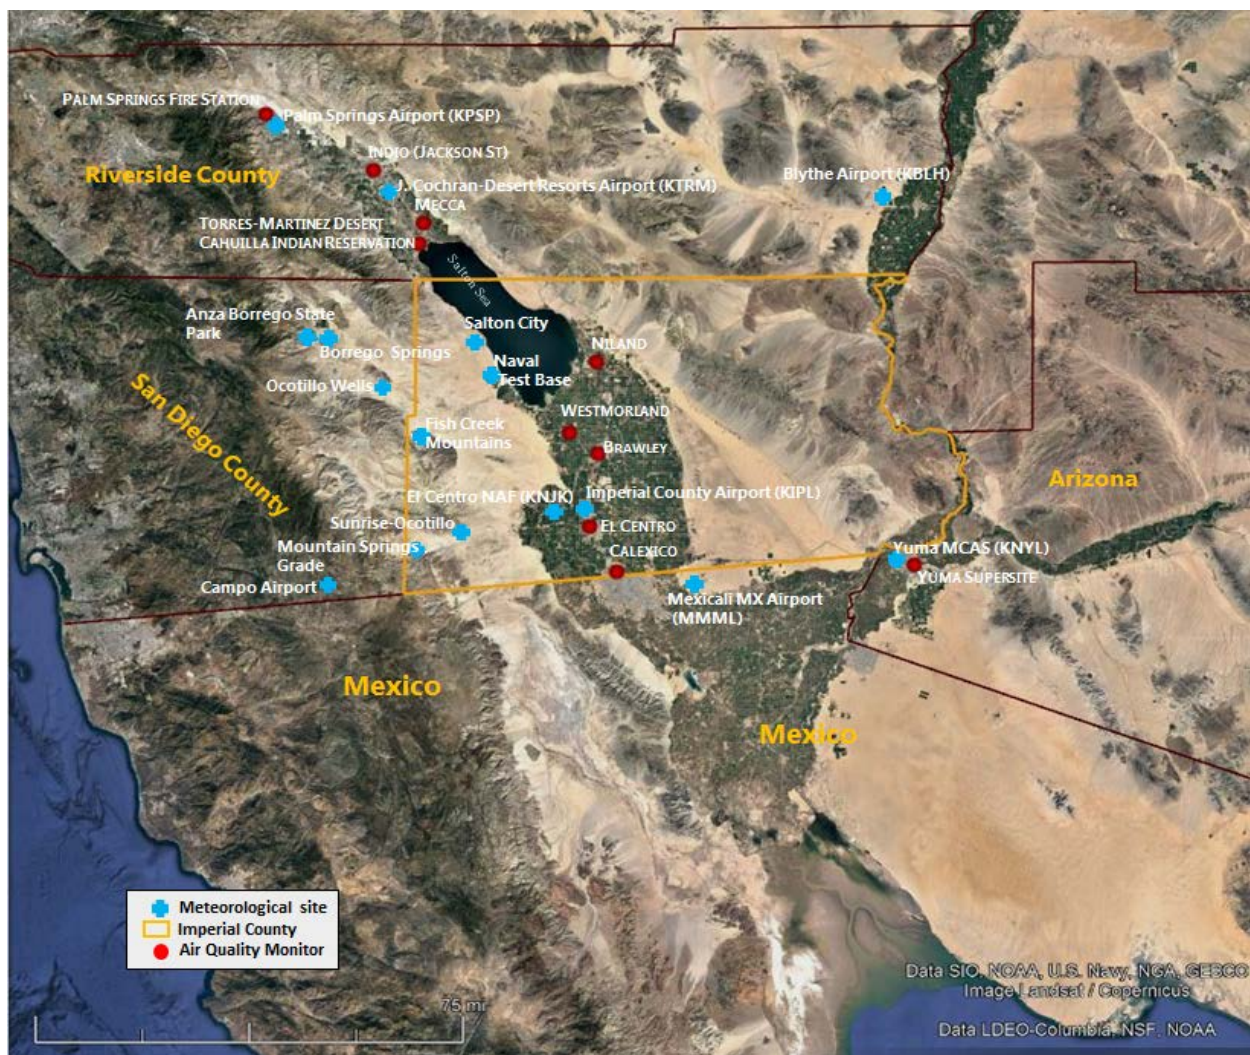 PALM SPRINGS FIRE STATION
Palm Springs Airport (KPSP)
INDIO (JACKSON ST)
Riverside County
J. Cochran-Desert Resorts Airport (KTRM)
Blythe Airport (KBLH)
MECCA
TORRES-MARTINEZ DESERT
CAHUILLA INDIAN RESERVATION
Salton Sea
Anza Borrego State
Park
Borrego Springs
Salton City
NILAND
Naval
Test Base
Ocotillo Wells
San Diego County
WESTMORLAND
Fish Creek
Mountains
BRAWLEY
Arizona
El Centro NAF (KNJK)
Imperial County Airport (KIPL)
Sunrise-Ocotillo
EL CENTRO
Mountain Springs
Grade
CALEXICO
Yuma MCAS (KNYL)
YUMA SUPERSITE
Campo Airport
Mexicali MX Airport
(MMML)
Mexico
Mexico
Meteorological site
Imperial County
Air Quality Monitor
75 mi
Data SIO, NOAA, U.S. Navy, NGA, GEBCO
Image Landsat / Copernicus
Data LDEO-Columbia, NSF, NOAA